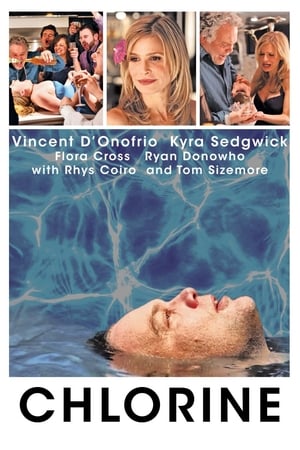 Vincent D'Onofrio Kyra Sedgwick
Flora Cross Ryan Donowho
with Rhys Coiro and Tom Sizemore
CHLORINE